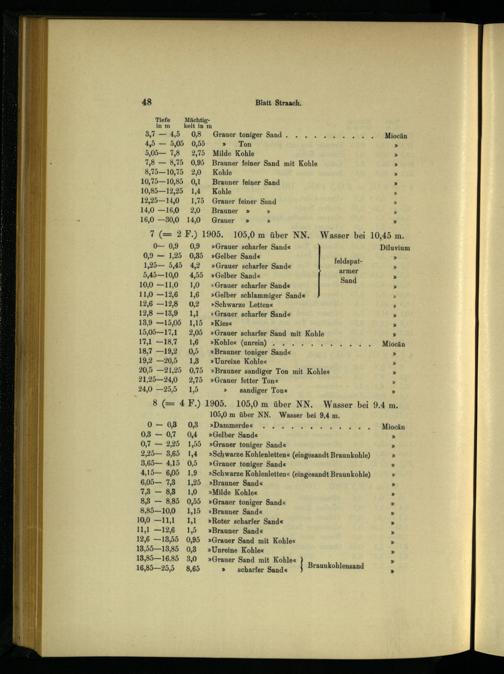 48 Blatt Straach.
Tiefe Mächtig-
in m keit in m
3,7 — 4,5 0,8 Grauer toniger Sand . . . . . . . . . . Miocän
4,5 — 5,05 0,55 » Ton »
5,05— 7,8 2,75 Milde Kohle »
7,8 — 8,75 0,95 Brauner feiner Sand mit Kohle »
8,75—10,75 2,0 Kohle »
10,75—10,85 0,1 Brauner feiner Sand »
10,85—12,25 1,4 Kohle »
12,25—14,0 1,75 Grauer feiner Sand »
14,0 —16,0 2,0 Brauner » » »
16,0 —30,0 14,0 Grauer » » »
7 (= 2 F.) 1905. 105,0 m über NN. Wasser bei 10,45 m.
0— 0,9 0,9 »Grauer scharfer Sand« Diluvium
0,9 — 1,25 0,35 »Gelber Sand« »
1,25— 5,45 4,2 »Grauer scharfer Sand« feldspat- »
5,45—10,0 4,55 »Gelber Sand« armer »
10,0 —11,0 1,0 »Grauer scharfer Sand« Sand »
11,0 —12,6 1,6 »Gelber schlammiger Sand« »
12,6 —12,8 0,2 »Schwarze Letten« »
12,8 —13,9 1,1 »Grauer scharfer Sand« »
13,9 —15,05 1,15 »Kies« »
15,05—17,1 2,05 »Grauer scharfer Sand mit Kohle »
17,1 —18,7 1,6 »Kohle« (unrein) . . . . . . . . . . . Miocän
18,7 —19,2 0,5 »Brauner toniger Sand« »
19,2 —20,5 1,3 »Unreine Kohle« »
20,5 —21,25 0,75 »Brauner sandiger Ton mit Kohle« »
21,25—24,0 2,75 »Grauer fetter Ton« »
24,0 —25,5 1,5 » sandiger Ton« »
8 (= 4 F.) 1905. 105,0 m über NN. Wasser bei 9.4 m.
105,0 m über NN. Wasser bei 9,4 m.
0 — 0,3 0,3 »Dammerde« . . . . . . . . . . . . Miocän
0,3 — 0,7 0,4 »Gelber Sand« »
0,7 — 2,25 1,55 »Grauer toniger Sand« »
2,25— 3,65 1,4 »Schwarze Kohlenletten« (eingesandt Braunkohle) »
3,65— 4,15 0,5 »Grauer toniger Sand« »
4,15— 6,05 1,9 »Schwarze Kohlenletten« (eingesandt Braunkohle) »
6,05— 7,3 1,25 »Brauner Sand« »
7,3 — 8,3 1,0 »Milde Kohle« »
8,3 — 8,85 0,55 »Grauer toniger Sand« »
8,85—10,0 1,15 »Brauner Sand« »
10,0 —11,1 1,1 »Roter scharfer Sand« »
11,1 —12,6 1,5 »Brauner Sand« »
12,6 —13,55 0,95 »Grauer Sand mit Kohle« »
13,55—13,85 0,3 »Unreine Kohle« »
13,85—16,85 3,0 »Grauer Sand mit Kohle« Braunkohlensand »
16,85—25,5 8,65 » scharfer Sand« »